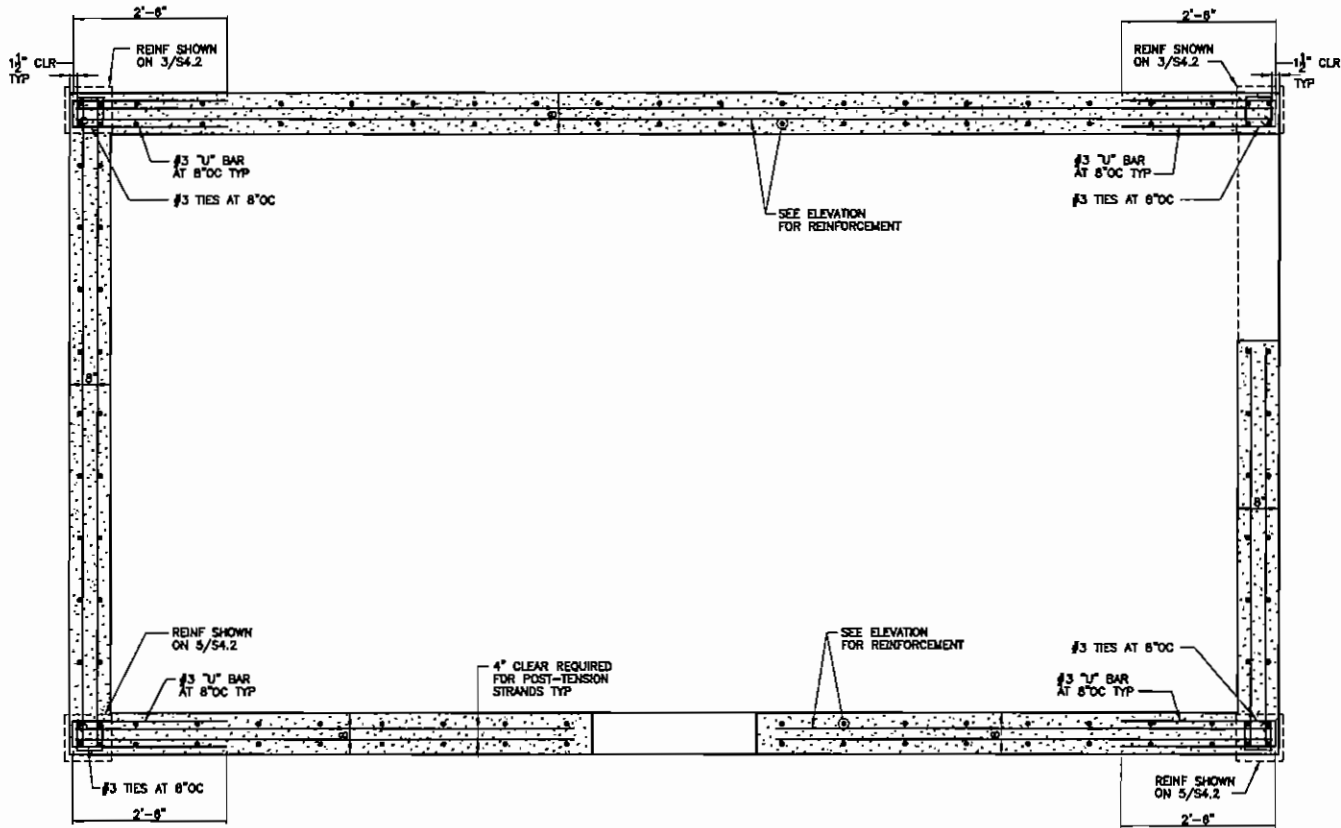 2'-6"
2'-6"
REINF SHOWN
ON 3/S4.2
1½" CLR
TYP
REINF SHOWN
ON 3/S4.2
1½" CLR
TYP
8"
#3 "U" BAR
AT 8"OC TYP
#3 TIES AT 8"OC
SEE ELEVATION
FOR REINFORCEMENT
#3 "U" BAR
AT 8"OC TYP
#3 TIES AT 8"OC
8"
8"
REINF SHOWN
ON 5/S4.2
#3 "U" BAR
AT 8"OC TYP
4" CLEAR REQUIRED
FOR POST-TENSION
STRANDS TYP
SEE ELEVATION
FOR REINFORCEMENT
#3 TIES AT 8"OC
#3 "U" BAR
AT 8"OC TYP
8"
8"
#3 TIES AT 8"OC
2'-6"
REINF SHOWN
ON 5/S4.2
2'-6"